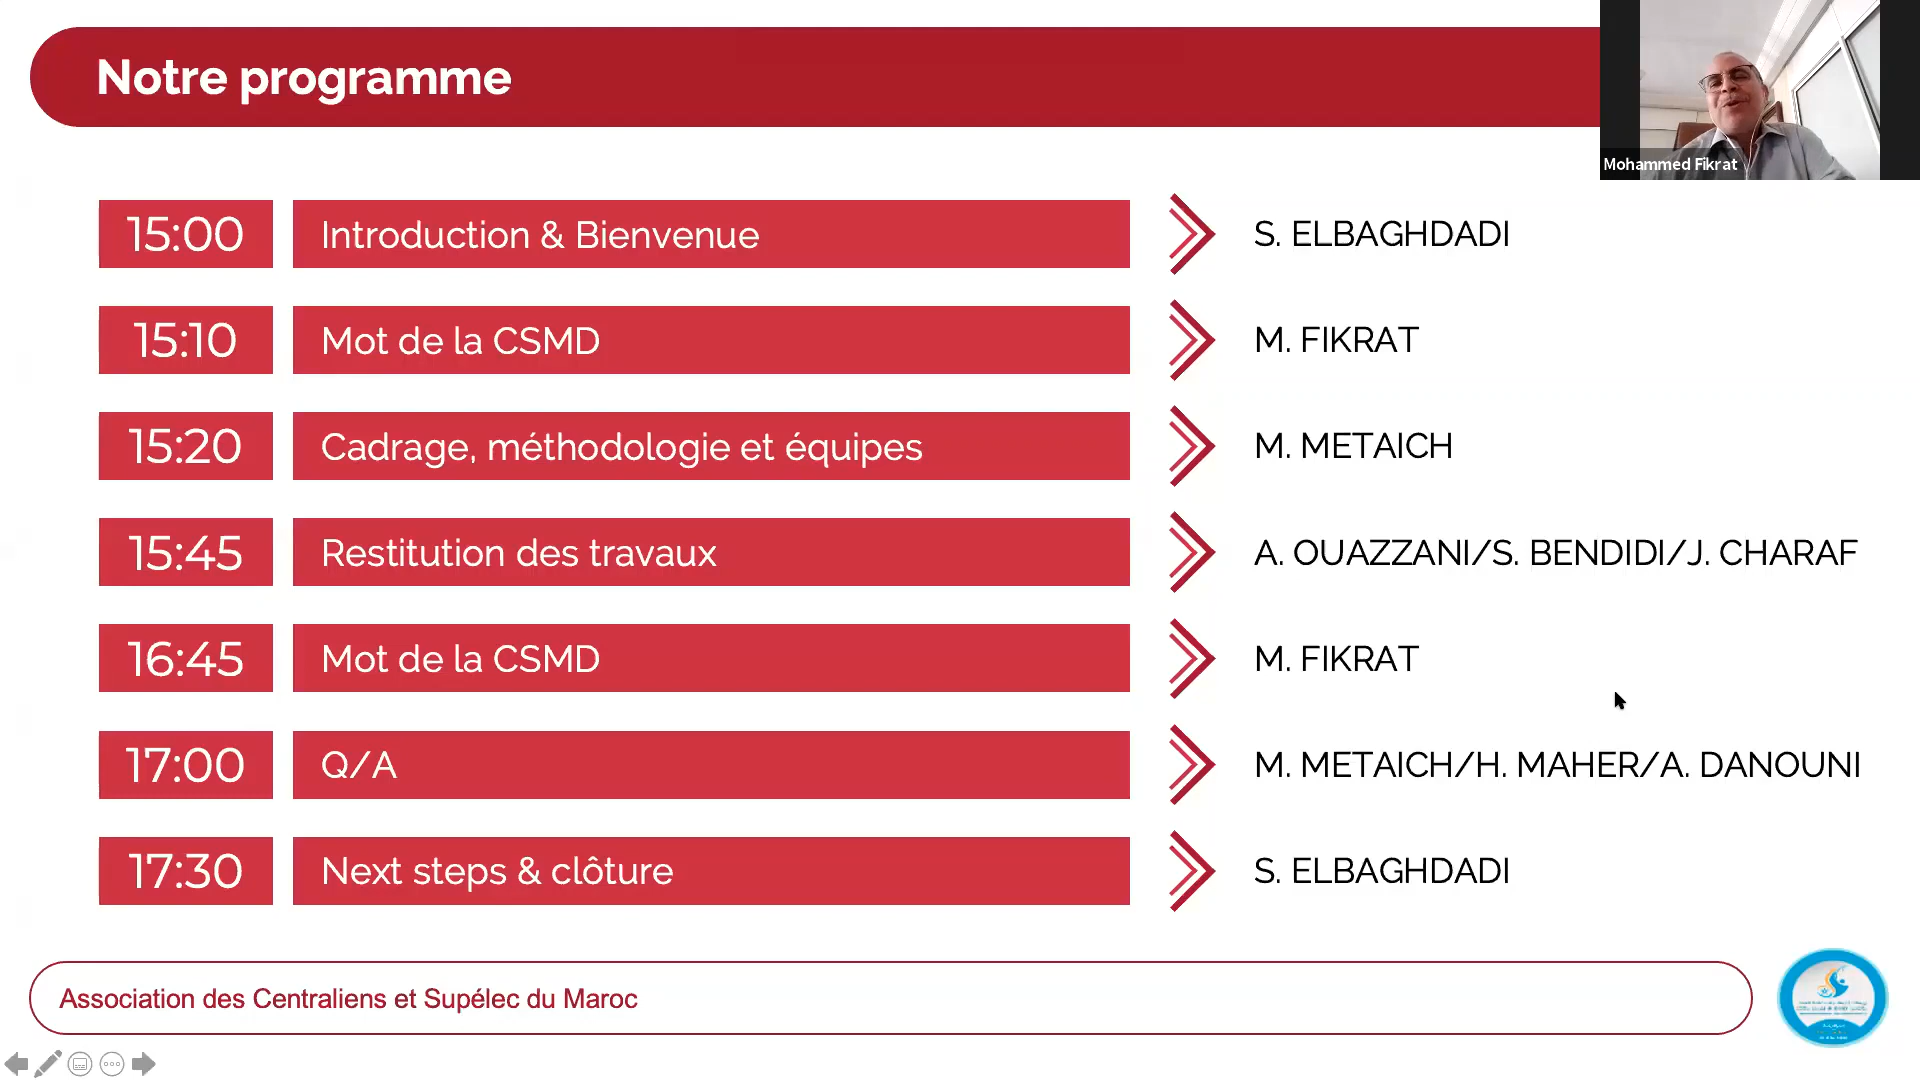 Notre programme
Mohammed Fikrat
15:00 Introduction & Bienvenue S. ELBAGHDADI
15:10 Mot de la CSMD M. FIKRAT
15:20 Cadrage, méthodologie et équipes M. METAICH
15:45 Restitution des travaux A. OUAZZANI/S. BENDIDI/J. CHARAF
16:45 Mot de la CSMD M. FIKRAT
17:00 Q/A M. METAICH/H. MAHER/A. DANOUNI
17:30 Next steps & clôture S. ELBAGHDADI
Association des Centraliens et Supélec du Maroc